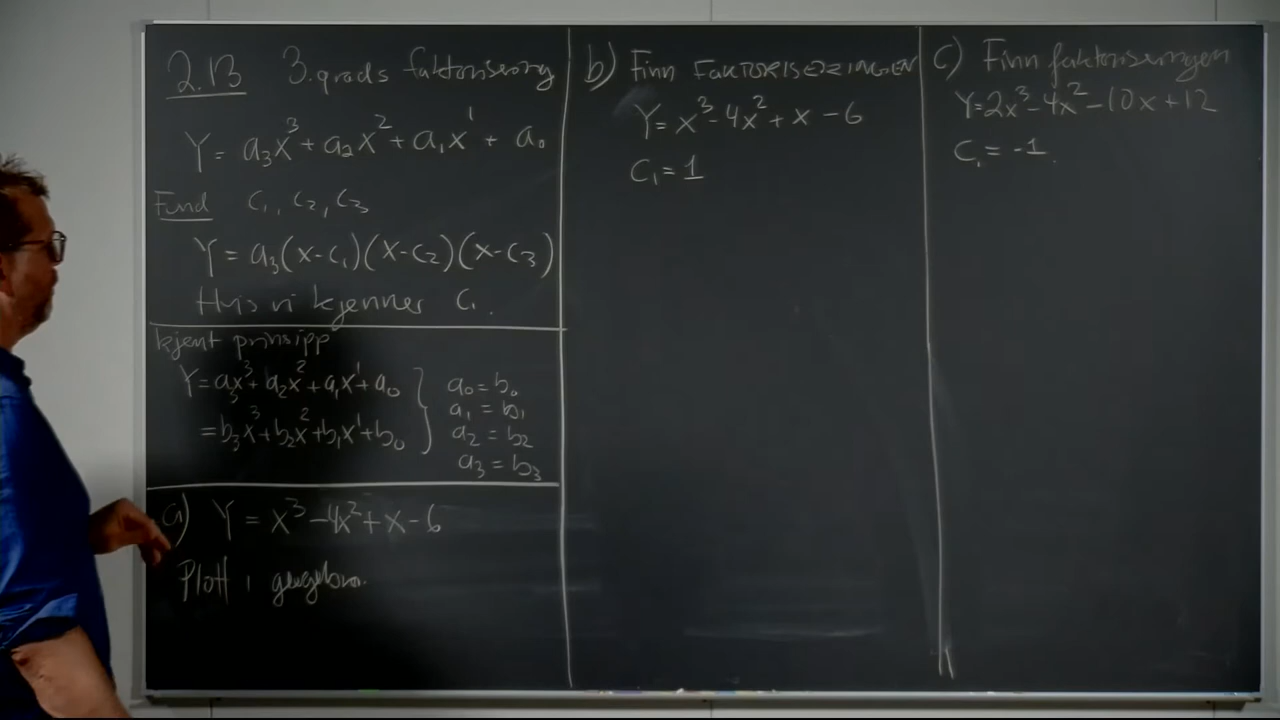 2.13 3.grads faktorisering
Y = a₃x³ + a₂x² + a₁x¹ + a₀
Find c₁, c₂, c₃
Y = a₃(x-c₁)(x-c₂)(x-c₃)
Hvis vi kjenner c₁.
kjent prinsipp
Y = a₃x³ + a₂x² + a₁x¹ + a₀
= b₃x³ + b₂x² + b₁x¹ + b₀
a₀ = b₀
a₁ = b₁
a₂ = b₂
a₃ = b₃
a) Y = x³ - 4x² + x - 6
Plott i geogebra.
b) Finn FAKTORISERINGEN
Y = x³ - 4x² + x - 6
C₁ = 1
c) Finn faktoriseringen
Y = 2x³ - 4x² - 10x + 12
C₁ = -1